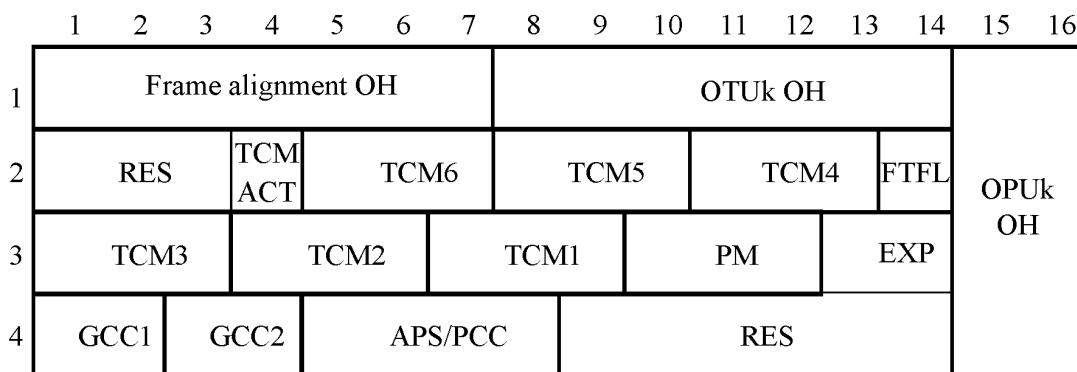 1 2 3 4 5 6 7 8 9 10 11 12 13 14 15 16
1 Frame alignment OH OTUk OH
2 RES TCM ACT TCM6 TCM5 TCM4 FTFL
OPUk OH
3 TCM3 TCM2 TCM1 PM EXP
4 GCC1 GCC2 APS/PCC RES